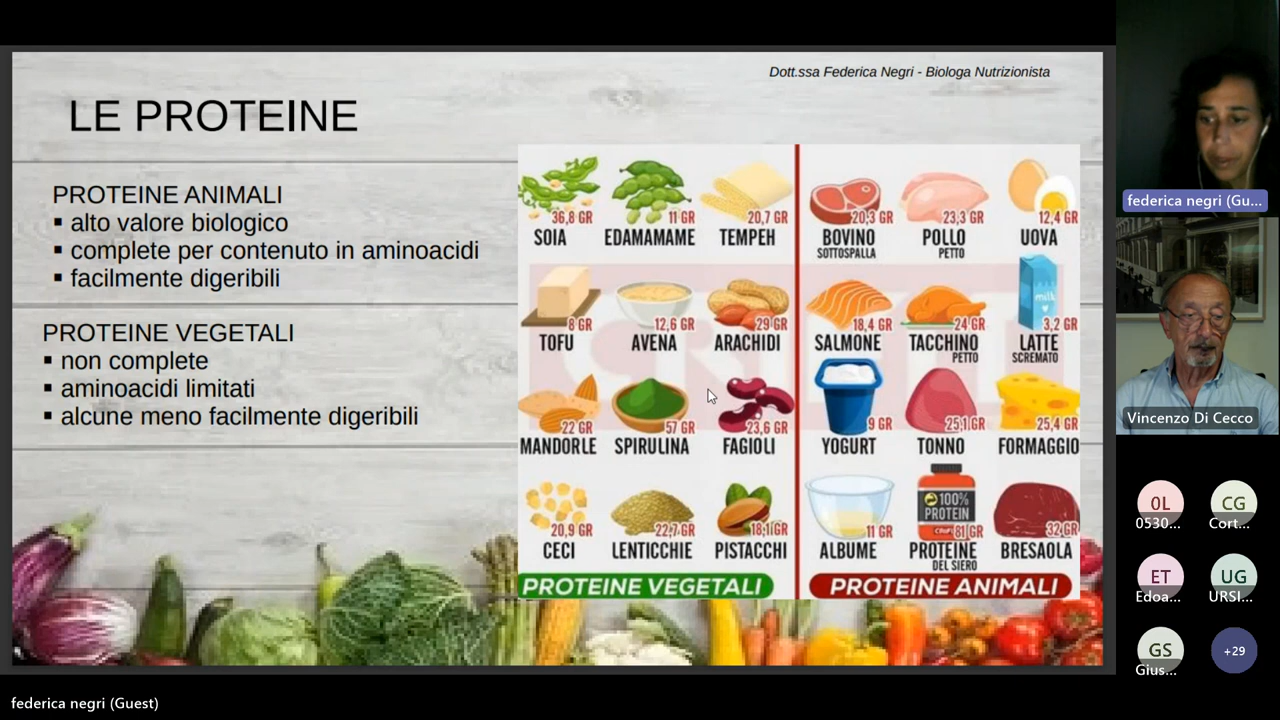 Dott.ssa Federica Negri - Biologa Nutrizionista
LE PROTEINE
PROTEINE ANIMALI
▪ alto valore biologico
▪ complete per contenuto in aminoacidi
▪ facilmente digeribili
PROTEINE VEGETALI
▪ non complete
▪ aminoacidi limitati
▪ alcune meno facilmente digeribili
36,8 GR 11 GR 20,7 GR
SOIA EDAMAMAME TEMPEH
8 GR 12,6 GR 29 GR
TOFU AVENA ARACHIDI
22 GR 57 GR 23,6 GR
MANDORLE SPIRULINA FAGIOLI
20,9 GR 22,7 GR 18,1 GR
CECI LENTICCHIE PISTACCHI
PROTEINE VEGETALI
20,3 GR 23,3 GR 12,4 GR
BOVINO POLLO UOVA
SOTTOSPALLA PETTO
milk
18,4 GR 24 GR 3,2 GR
SALMONE TACCHINO LATTE
PETTO SCREMATO
9 GR 25,1 GR 25,4 GR
YOGURT TONNO FORMAGGIO
100%
PROTEIN
11 GR 81 GR 32 GR
ALBUME PROTEINE BRESAOLA
DEL SIERO
PROTEINE ANIMALI
federica negri (Gu...
Vincenzo Di Cecco
0L CG
0530... Cort...
ET UG
Edoa... URSI...
GS +29
Gius...
federica negri (Guest)